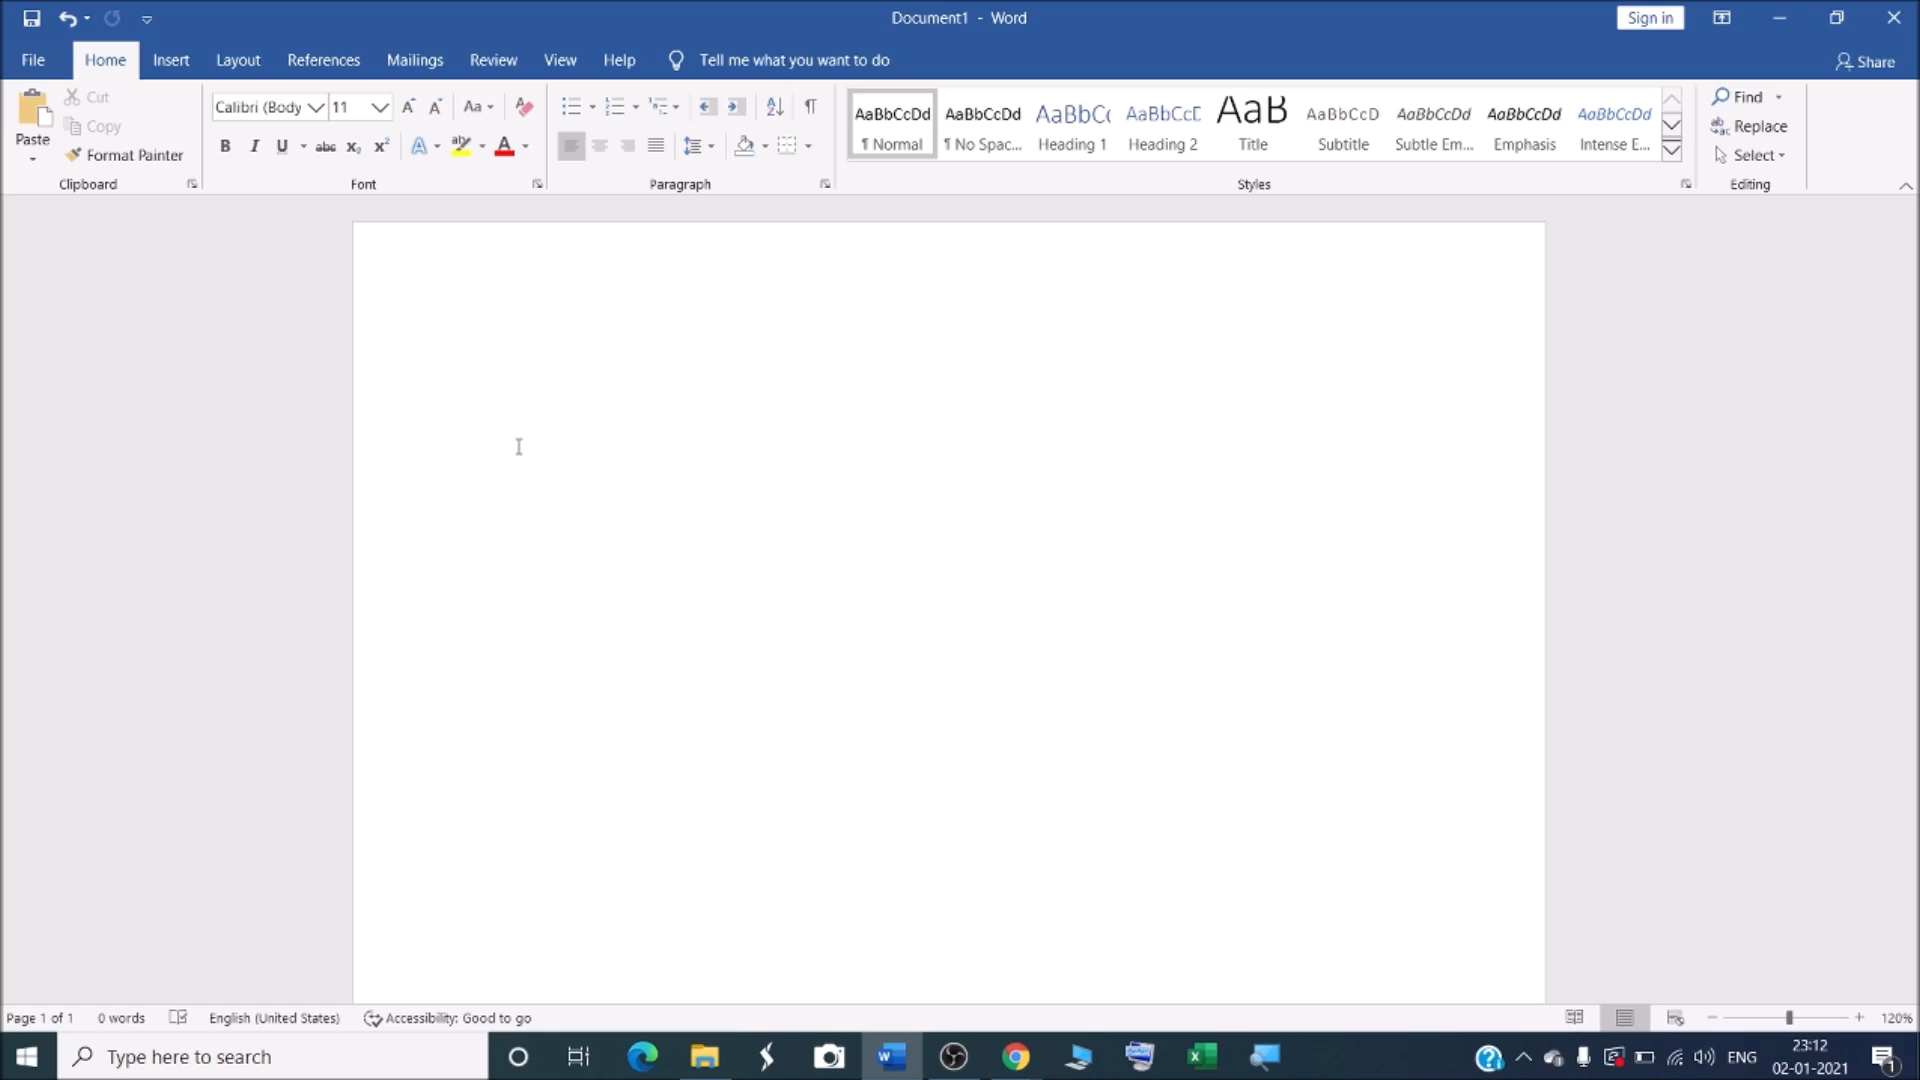 Document1 - Word
Sign in
File Home Insert Layout References Mailings Review View Help Tell me what you want to do Share
Paste
Cut
Copy
Format Painter
Clipboard
Calibri (Body 11
Font
Paragraph
AaBbCcDd AaBbCcDd AaBbCc AaBbCcE AaB AaBbCcD AaBbCcDd AaBbCcDd AaBbCcDd
¶ Normal ¶ No Spac... Heading 1 Heading 2 Title Subtitle Subtle Em... Emphasis Intense E...
Styles
Find
Replace
Select
Editing
Page 1 of 1 0 words English (United States) Accessibility: Good to go 120%
Type here to search
ENG
23:12
02-01-2021
1